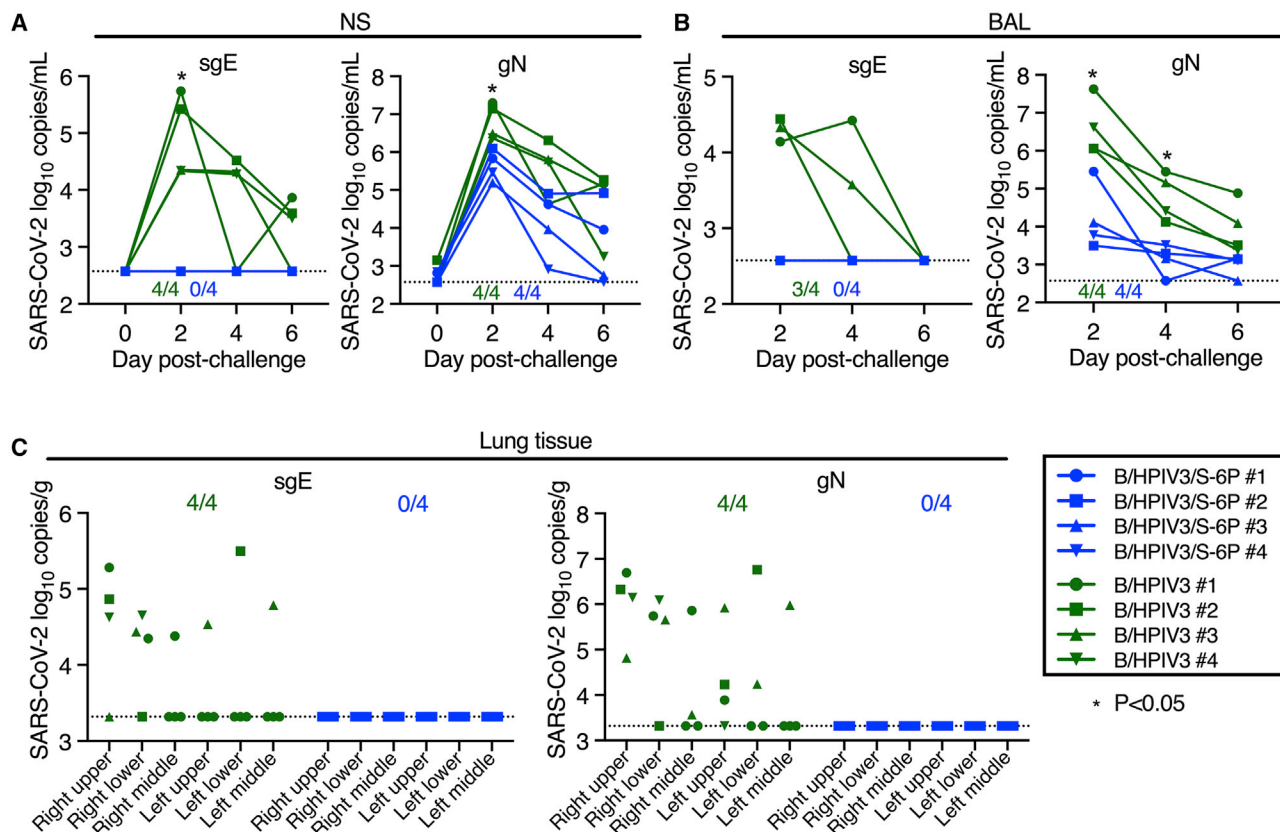 A
NS
sgE
gN
SARS-CoV-2 log10 copies/mL
6
5
4
3
2
*
4/4 0/4
0 2 4 6
Day post-challenge
SARS-CoV-2 log10 copies/mL
8
7
6
5
4
3
2
*
4/4 4/4
0 2 4 6
Day post-challenge
B
BAL
sgE
gN
SARS-CoV-2 log10 copies/mL
5
4
3
2
3/4 0/4
2 4 6
Day post-challenge
SARS-CoV-2 log10 copies/mL
8
7
6
5
4
3
2
*
*
4/4 4/4
2 4 6
Day post-challenge
C
Lung tissue
sgE
4/4 0/4
SARS-CoV-2 log10 copies/g
6
5
4
3
Right upper
Right lower
Right middle
Left upper
Left lower
Left middle
Right upper
Right lower
Right middle
Left upper
Left lower
Left middle
gN
4/4 0/4
SARS-CoV-2 log10 copies/g
8
7
6
5
4
3
Right upper
Right lower
Right middle
Left upper
Left lower
Left middle
Right upper
Right lower
Right middle
Left upper
Left lower
Left middle
B/HPIV3/S-6P #1
B/HPIV3/S-6P #2
B/HPIV3/S-6P #3
B/HPIV3/S-6P #4
B/HPIV3 #1
B/HPIV3 #2
B/HPIV3 #3
B/HPIV3 #4
* P<0.05